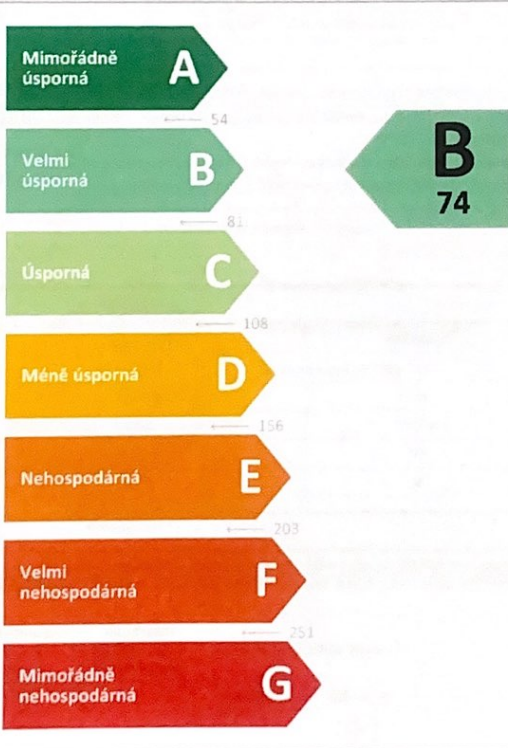 Mimořádně
úsporná
A
54
Velmi
úsporná
B
81
B
74
Úsporná
C
108
Méně úsporná
D
156
Nehospodárná
E
203
Velmi
nehospodárná
F
251
Mimořádně
nehospodárná
G